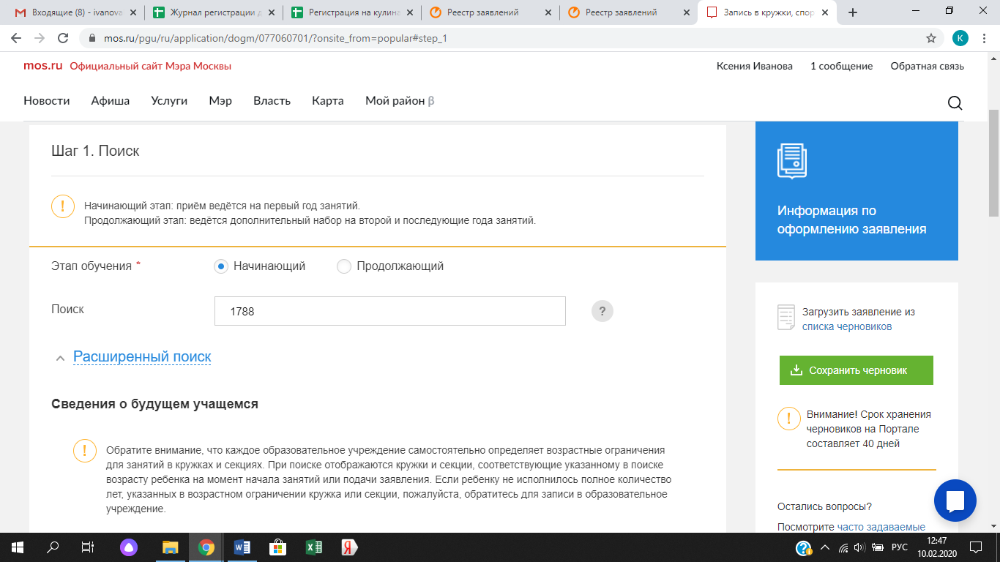 Входящие (8) - ivanova
Журнал регистрации д
Регистрация на кулина
Реестр заявлений
Реестр заявлений
Запись в кружки, спор
mos.ru/pgu/ru/application/dogm/077060701/?onsite_from=popular#step_1
К
mos.ru Официальный сайт Мэра Москвы
Ксения Иванова
1 сообщение
Обратная связь
Новости
Афиша
Услуги
Мэр
Власть
Карта
Мой район β
Шаг 1. Поиск
Начинающий этап: приём ведётся на первый год занятий.
Продолжающий этап: ведётся дополнительный набор на второй и последующие года занятий.
Этап обучения *
Начинающий
Продолжающий
Поиск
1788
?
Расширенный поиск
Сведения о будущем учащемся
Обратите внимание, что каждое образовательное учреждение самостоятельно определяет возрастные ограничения
для занятий в кружках и секциях. При поиске отображаются кружки и секции, соответствующие указанному в поиске
возрасту ребенка на момент начала занятий или подачи заявления. Если ребенку не исполнилось полное количество
лет, указанных в возрастном ограничении кружка или секции, пожалуйста, обратитесь для записи в образовательное
учреждение.
Информация по
оформлению заявления
Загрузить заявление из
списка черновиков
Сохранить черновик
Внимание! Срок хранения
черновиков на Портале
составляет 40 дней
Остались вопросы?
Посмотрите часто задаваемые
РУС
12:47
10.02.2020